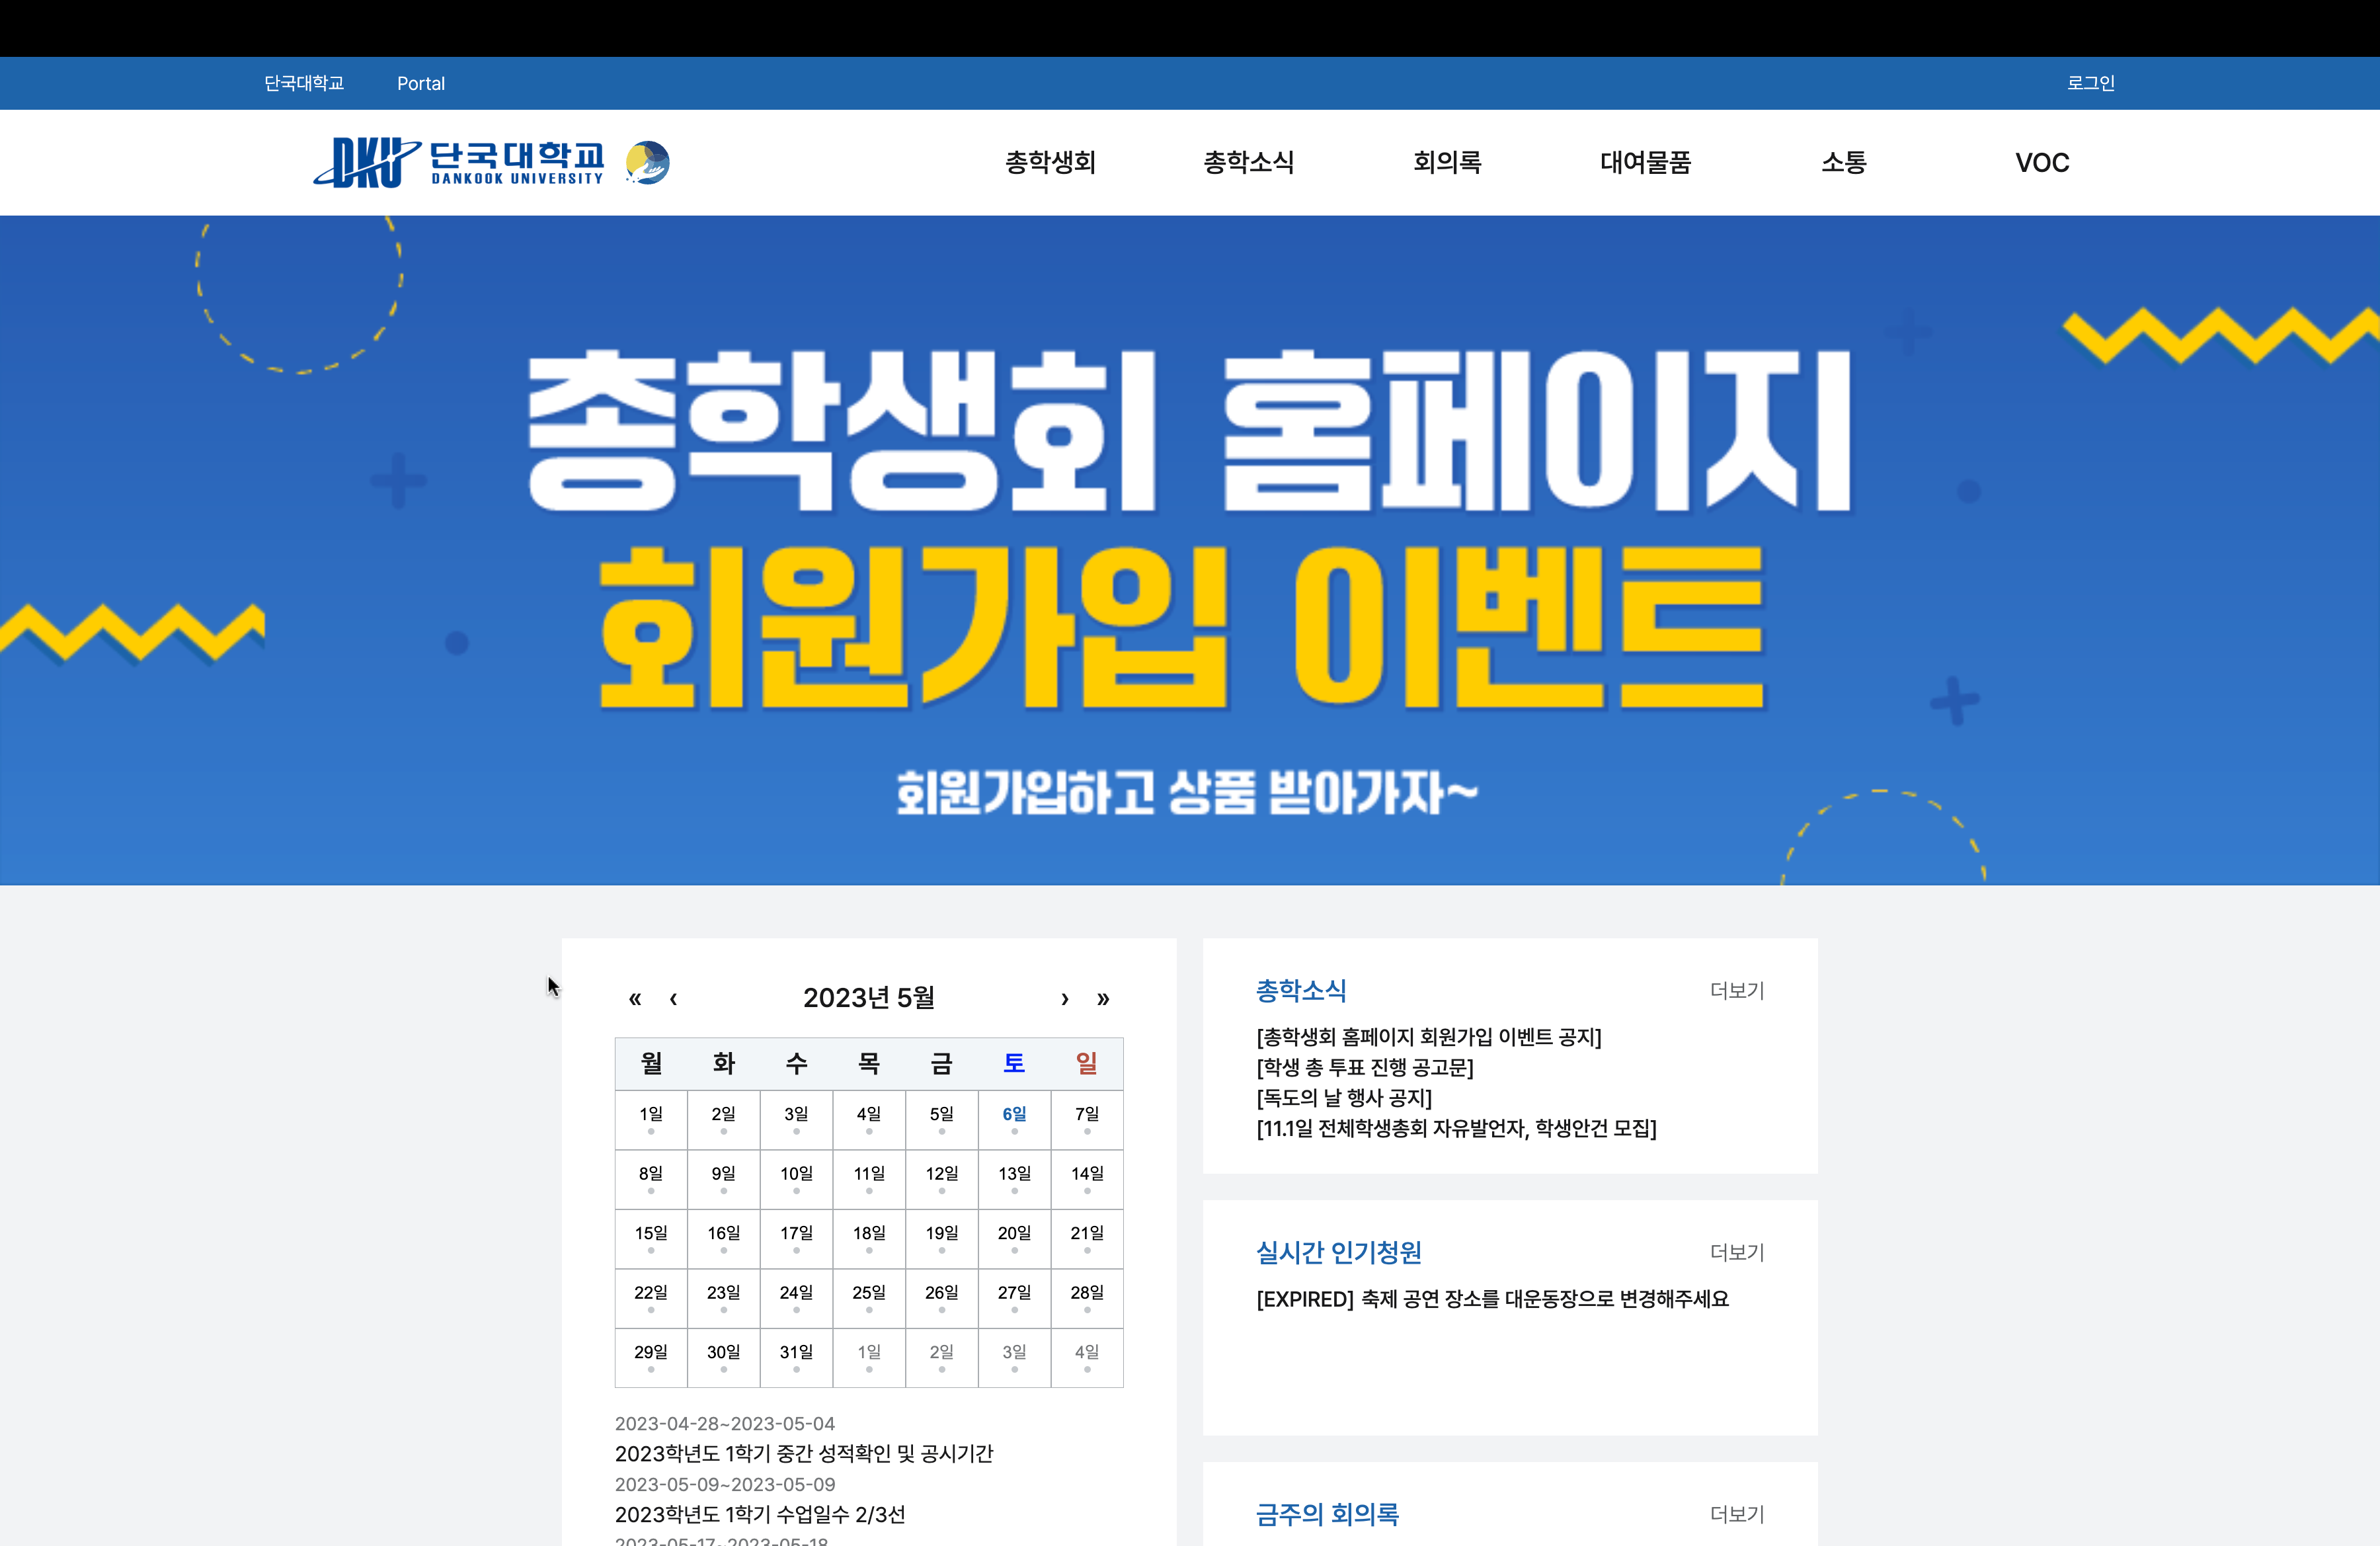 단국대학교 Portal 로그인
DKU 단국대학교
DANKOOK UNIVERSITY
총학생회 총학소식 회의록 대여물품 소통 VOC
총학생회 홈페이지
회원가입 이벤트
회원가입하고 상품 받아가자~
« ‹ 2023년 5월 › »
월 화 수 목 금 토 일
1일 2일 3일 4일 5일 6일 7일
8일 9일 10일 11일 12일 13일 14일
15일 16일 17일 18일 19일 20일 21일
22일 23일 24일 25일 26일 27일 28일
29일 30일 31일 1일 2일 3일 4일
2023-04-28~2023-05-04
2023학년도 1학기 중간 성적확인 및 공시기간
2023-05-09~2023-05-09
2023학년도 1학기 수업일수 2/3선
2023-05-17~2023-05-18
총학소식 더보기
[총학생회 홈페이지 회원가입 이벤트 공지]
[학생 총 투표 진행 공고문]
[독도의 날 행사 공지]
[11.1일 전체학생총회 자유발언자, 학생안건 모집]
실시간 인기청원 더보기
[EXPIRED] 축제 공연 장소를 대운동장으로 변경해주세요
금주의 회의록 더보기